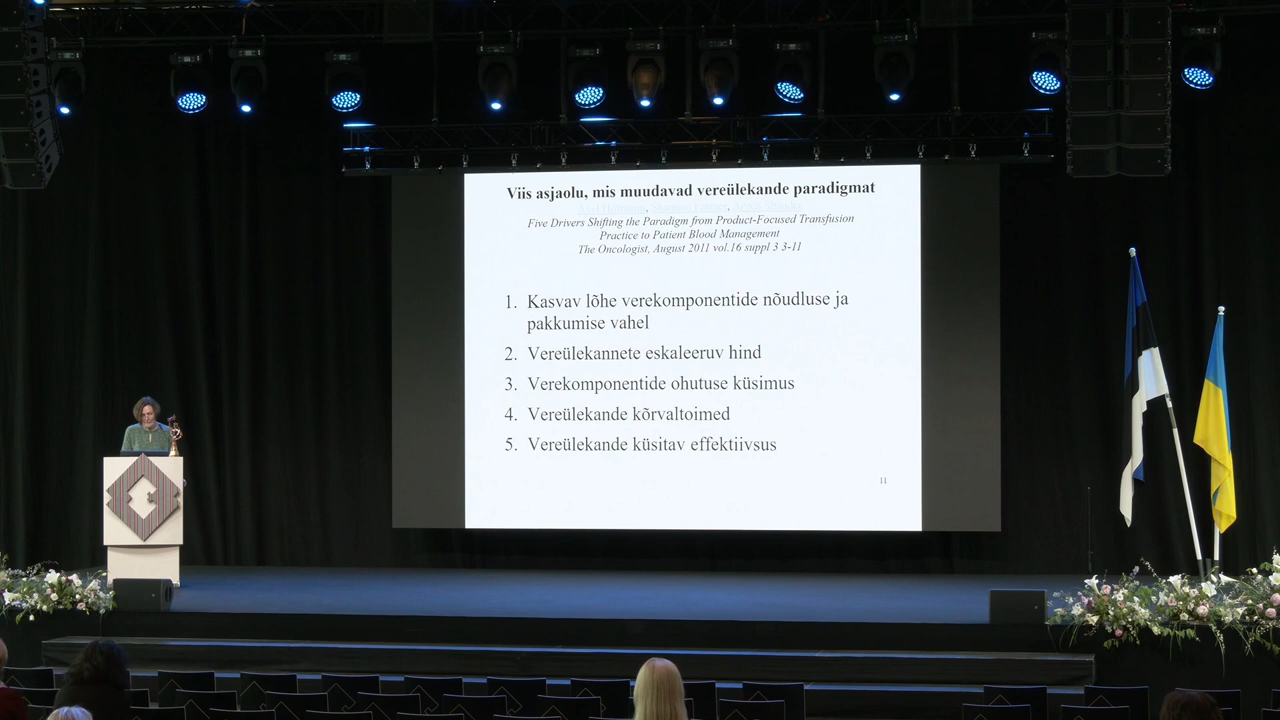 Viis asjaolu, mis muudavad vereülekande paradigmat
Five Drivers Shifting the Paradigm from Product-Focused Transfusion
Practice to Patient Blood Management
The Oncologist, August 2011 vol.16 suppl 3 3-11
1. Kasvav lõhe verekomponentide nõudluse ja
pakkumise vahel
2. Vereülekannete eskaleeruv hind
3. Verekomponentide ohutuse küsimus
4. Vereülekande kõrvaltoimed
5. Vereülekande küsitav effektiivsus
11